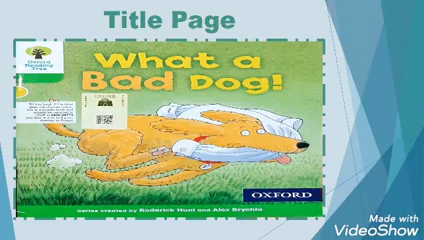 Title Page
Oxford
Reading
Tree
What a
Bad Dog!
OXFORD
Series created by Roderick Hunt and Alex Brychta
Made with
VideoShow